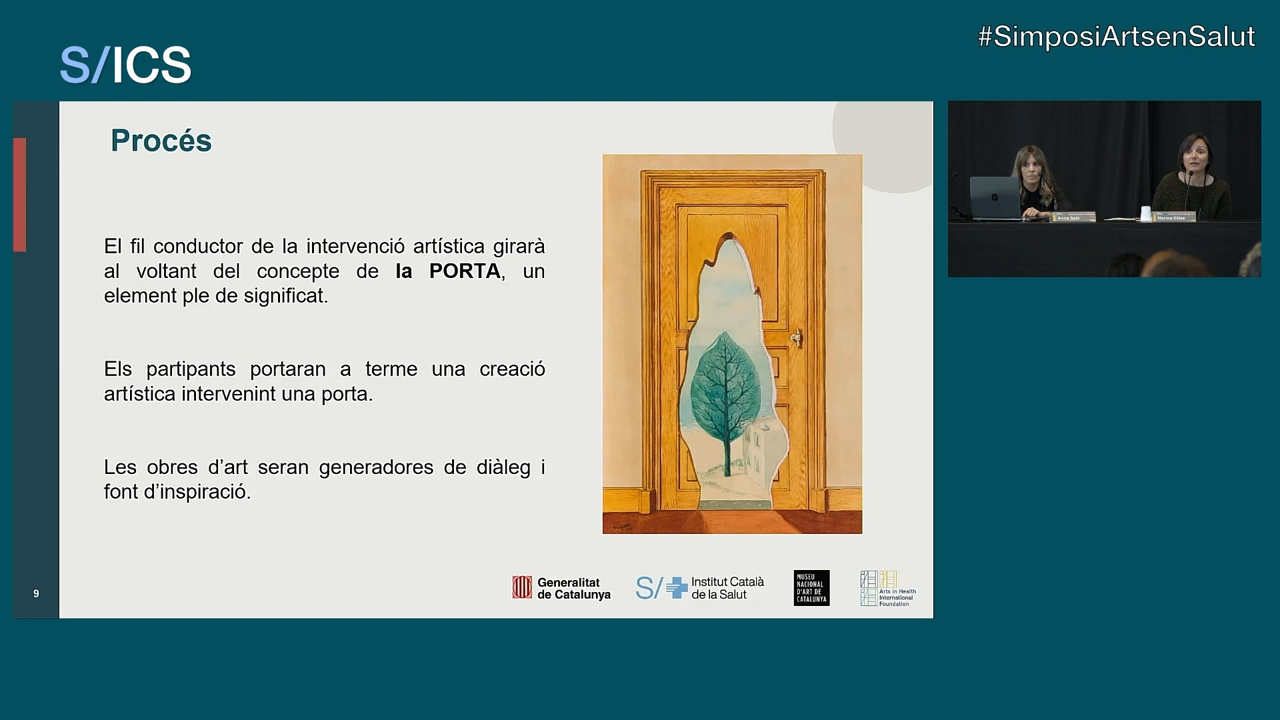 #SimposiArtsenSalut
S/ICS
Procés
El fil conductor de la intervenció artística girarà
al voltant del concepte de la PORTA, un
element ple de significat.
Els partipants portaran a terme una creació
artística intervenint una porta.
Les obres d’art seran generadores de diàleg i
font d’inspiració.
9
Generalitat
de Catalunya
S/ Institut Català
de la Salut
MUSEU
NACIONAL
D'ART DE
CATALUNYA
Arts in Health
International
Foundation